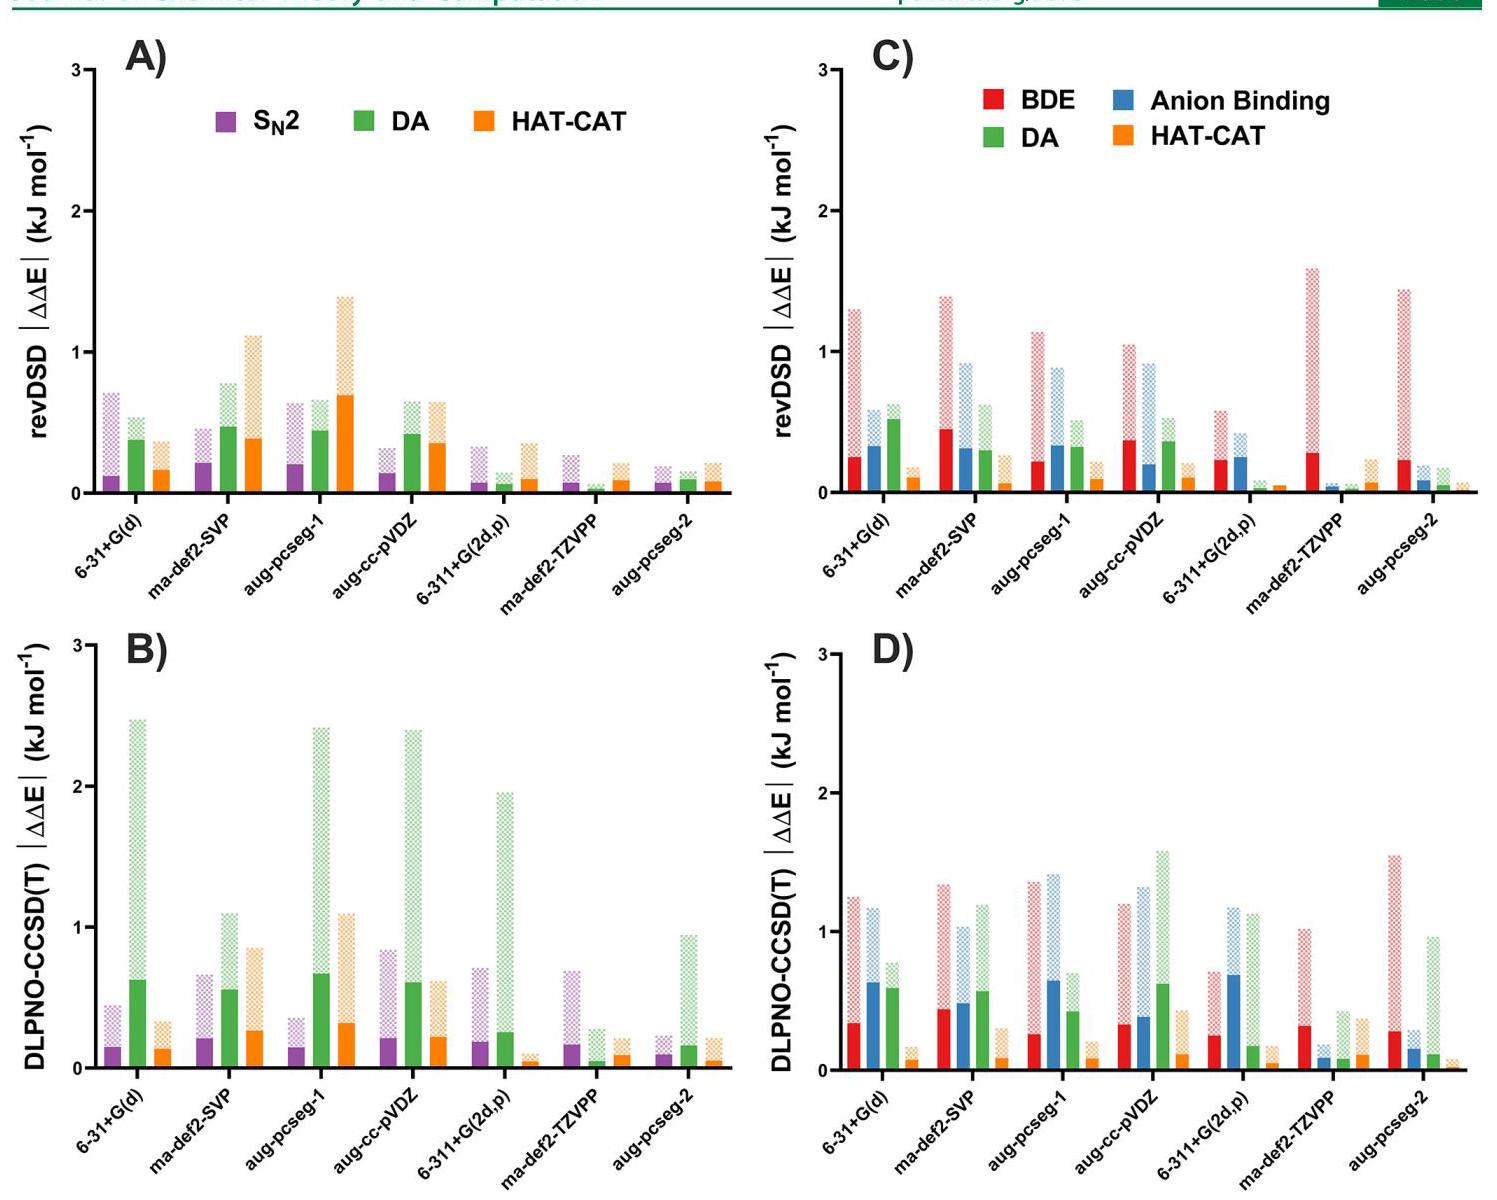 A)
3
2
1
0
revDSD |ΔΔE| (kJ mol-1)
SN2 DA HAT-CAT
6-31+G(d)
ma-def2-SVP
aug-pcseg-1
aug-cc-pVDZ
6-311+G(2d,p)
ma-def2-TZVPP
aug-pcseg-2
C)
3
2
1
0
revDSD |ΔΔE| (kJ mol-1)
BDE Anion Binding
DA HAT-CAT
6-31+G(d)
ma-def2-SVP
aug-pcseg-1
aug-cc-pVDZ
6-311+G(2d,p)
ma-def2-TZVPP
aug-pcseg-2
B)
3
2
1
0
DLPNO-CCSD(T) |ΔΔE| (kJ mol-1)
6-31+G(d)
ma-def2-SVP
aug-pcseg-1
aug-cc-pVDZ
6-311+G(2d,p)
ma-def2-TZVPP
aug-pcseg-2
D)
3
2
1
0
DLPNO-CCSD(T) |ΔΔE| (kJ mol-1)
6-31+G(d)
ma-def2-SVP
aug-pcseg-1
aug-cc-pVDZ
6-311+G(2d,p)
ma-def2-TZVPP
aug-pcseg-2